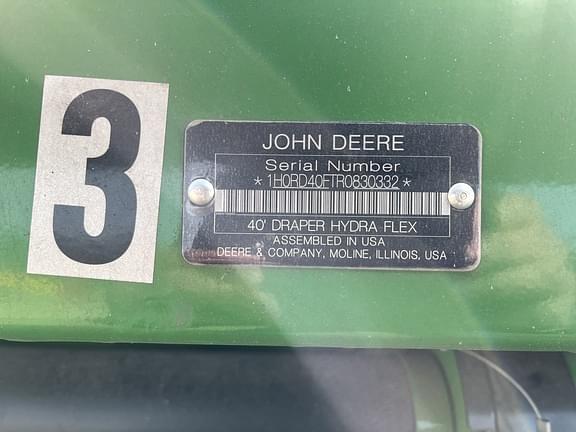 3
JOHN DEERE
Serial Number
* 1H0RD40FTR0830332 *
40' DRAPER HYDRA FLEX
ASSEMBLED IN USA
DEERE & COMPANY, MOLINE, ILLINOIS, USA